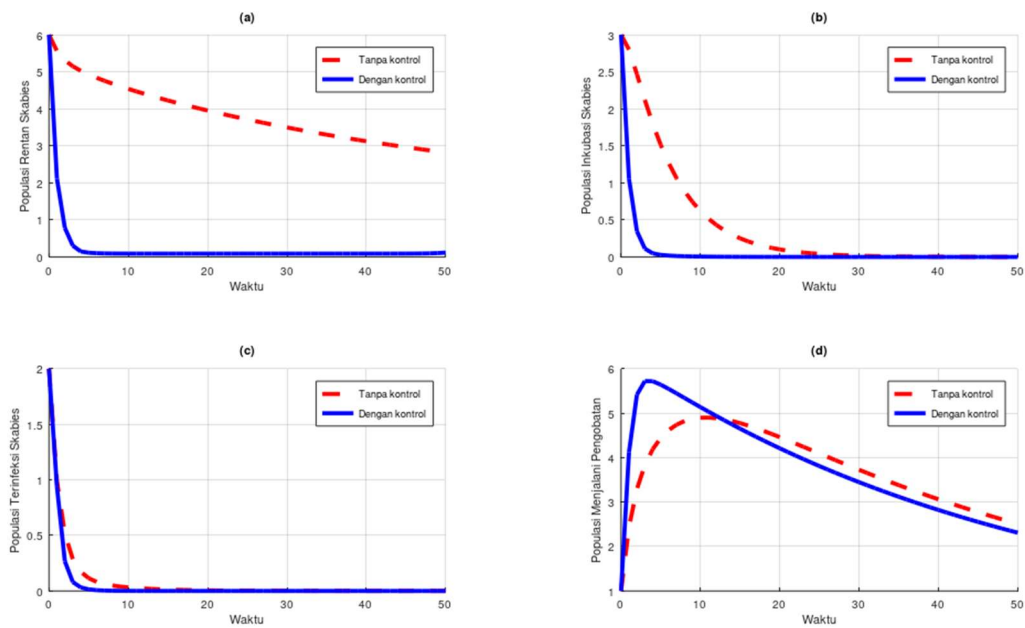 (a)
6
5
4
3
2
1
0
Populasi Rentan Skabies
Tanpa kontrol
Dengan kontrol
0 10 20 30 40 50
Waktu
(b)
3
2.5
2
1.5
1
0.5
0
Populasi Inkubasi Skabies
Tanpa kontrol
Dengan kontrol
0 10 20 30 40 50
Waktu
(c)
2
1.5
1
0.5
0
Populasi Terinfeksi Skabies
Tanpa kontrol
Dengan kontrol
0 10 20 30 40 50
Waktu
(d)
6
5
4
3
2
1
Populasi Menjalani Pengobatan
Tanpa kontrol
Dengan kontrol
0 10 20 30 40 50
Waktu